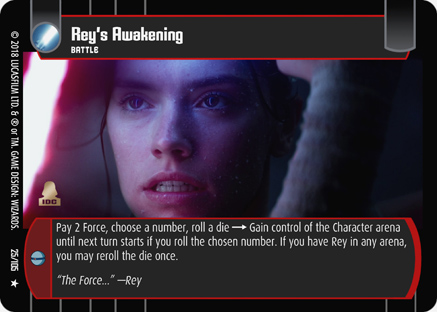 Rey's Awakening
BATTLE
© 2018 LUCASFILM LTD. & ® OR TM. GAME DESIGN, WIZARDS.
IDC
Pay 2 Force, choose a number, roll a die → Gain control of the Character arena
until next turn starts if you roll the chosen number. If you have Rey in any arena,
you may reroll the die once.
“The Force...” —Rey
25/105